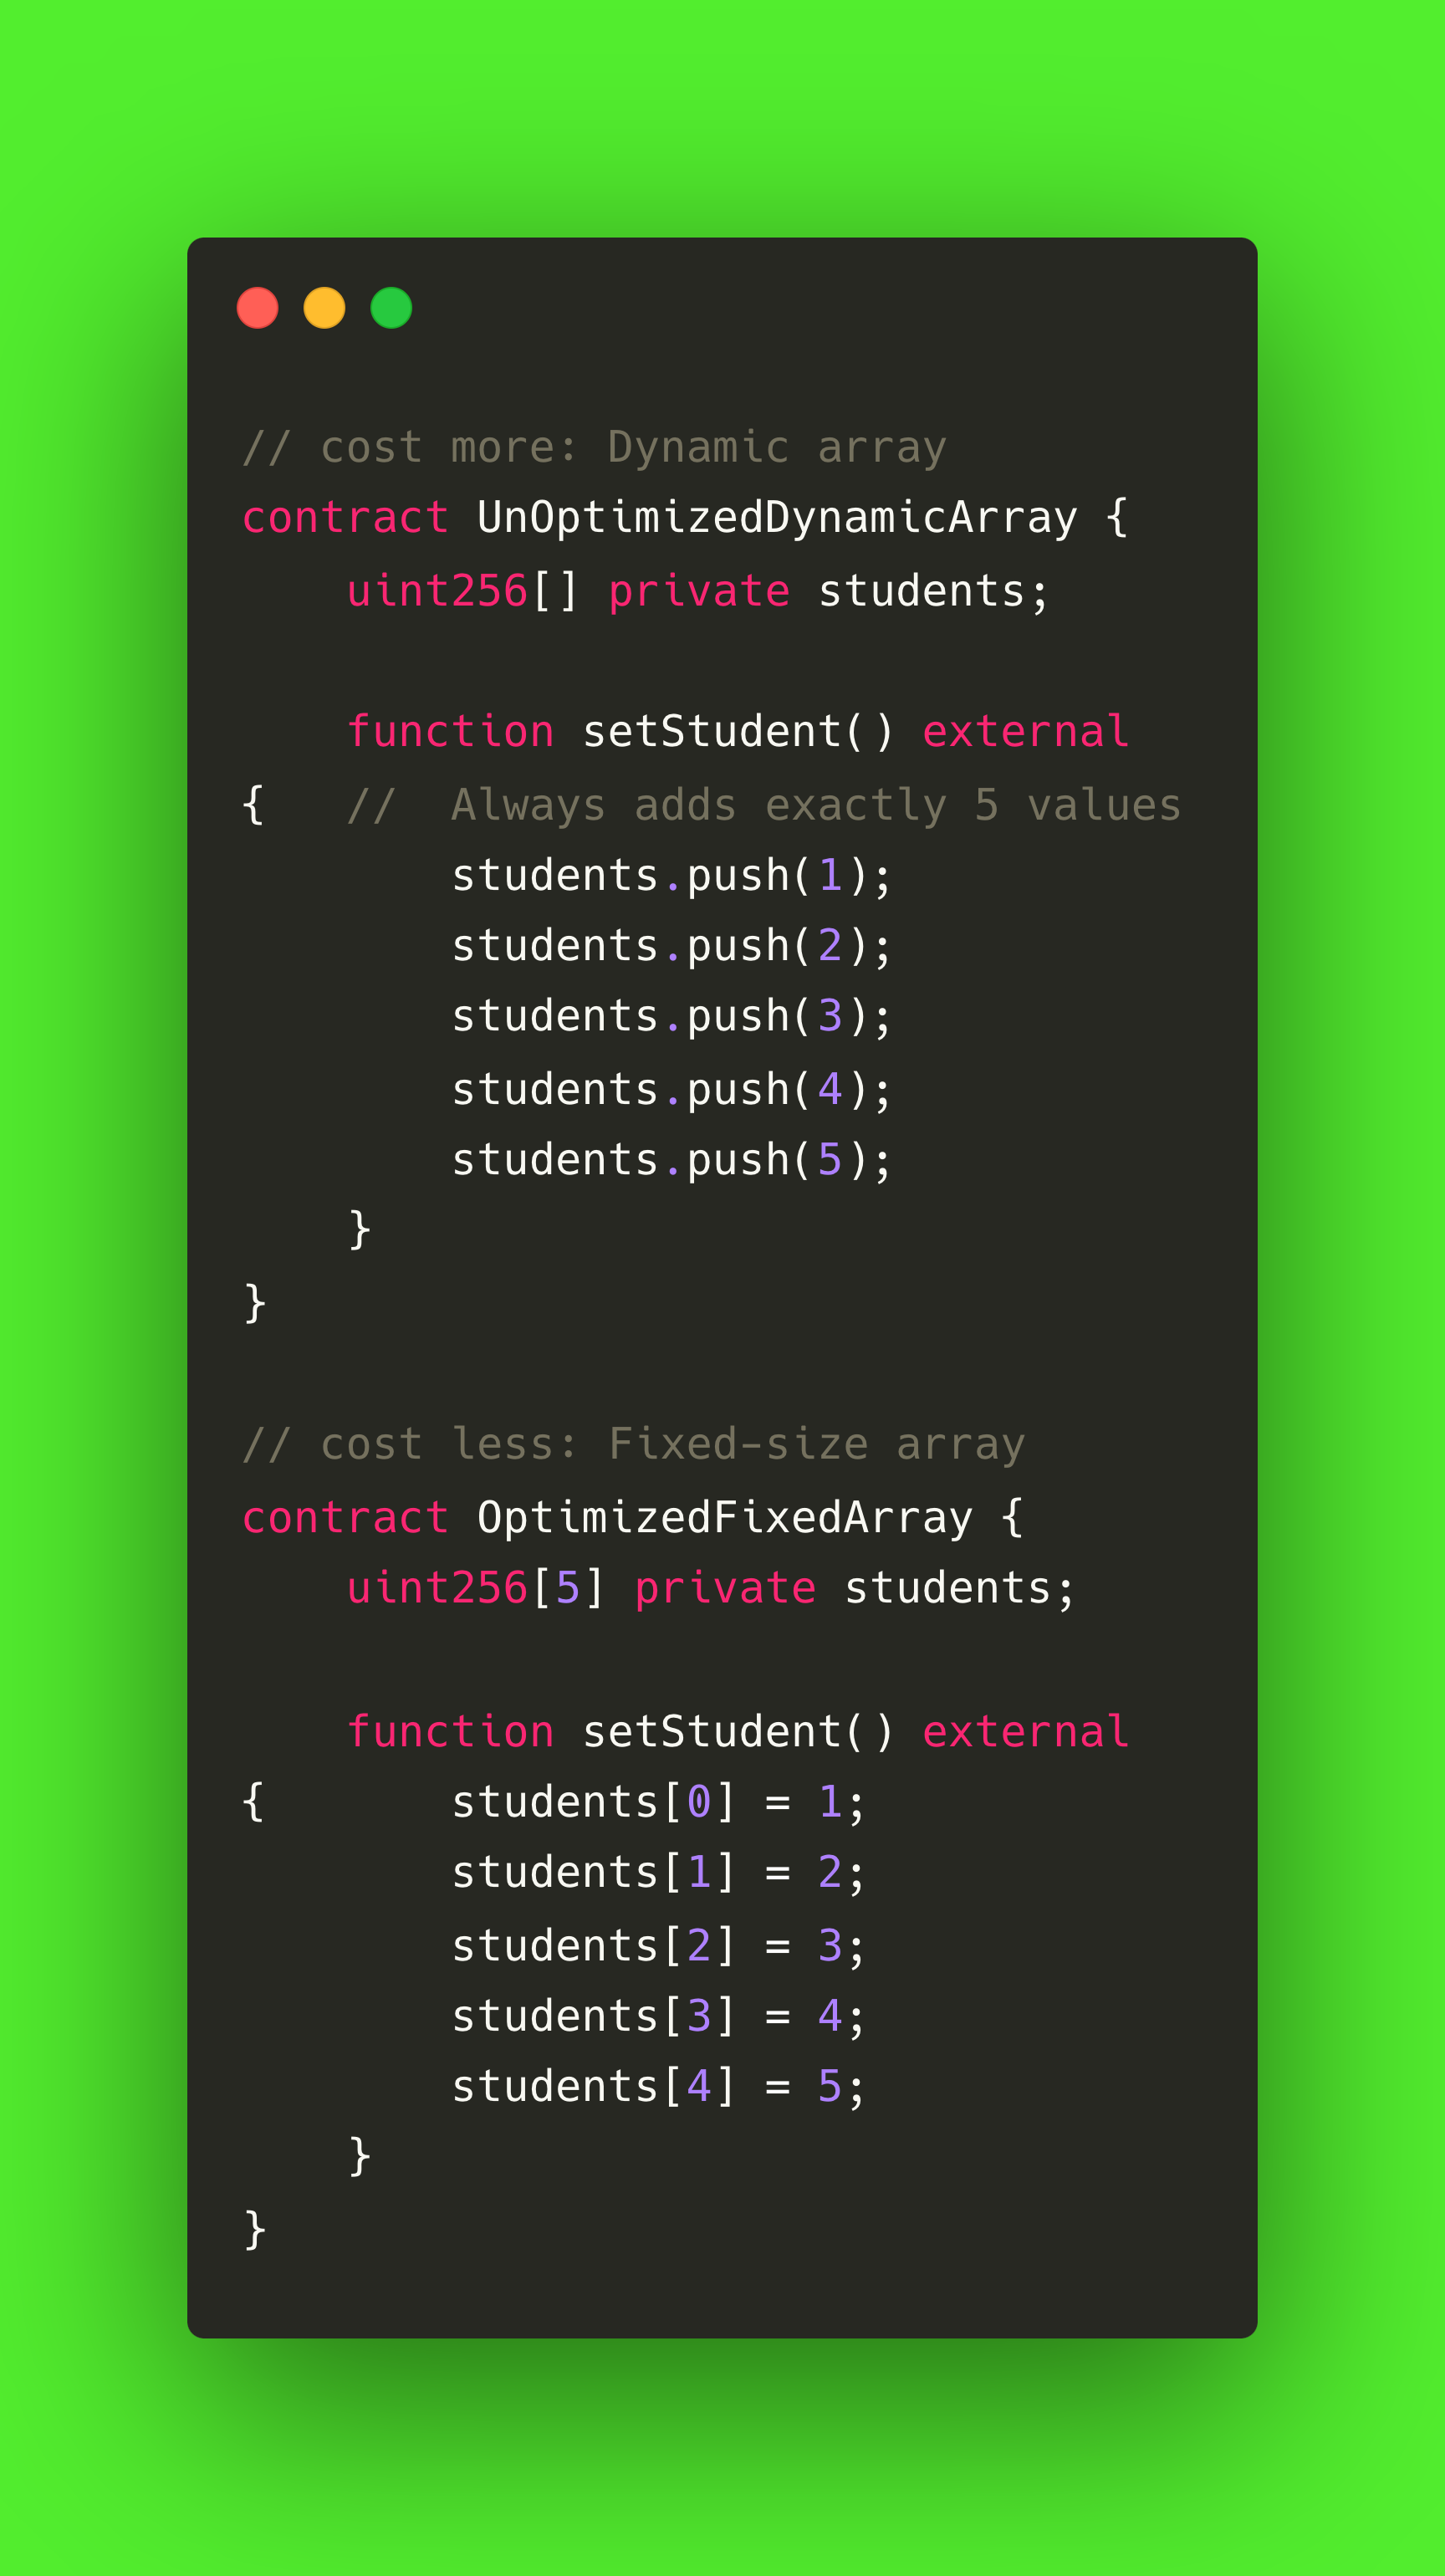 // cost more: Dynamic array
contract UnOptimizedDynamicArray {
    uint256[] private students;

    function setStudent() external
{   //  Always adds exactly 5 values
        students.push(1);
        students.push(2);
        students.push(3);
        students.push(4);
        students.push(5);
    }
}

// cost less: Fixed-size array
contract OptimizedFixedArray {
    uint256[5] private students;

    function setStudent() external
{       students[0] = 1;
        students[1] = 2;
        students[2] = 3;
        students[3] = 4;
        students[4] = 5;
    }
}